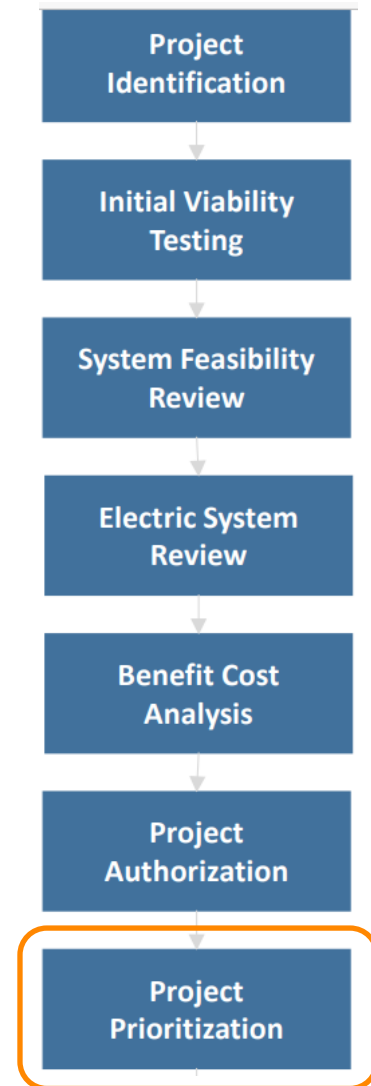 Project
Identification
Initial Viability
Testing
System Feasibility
Review
Electric System
Review
Benefit Cost
Analysis
Project
Authorization
Project
Prioritization